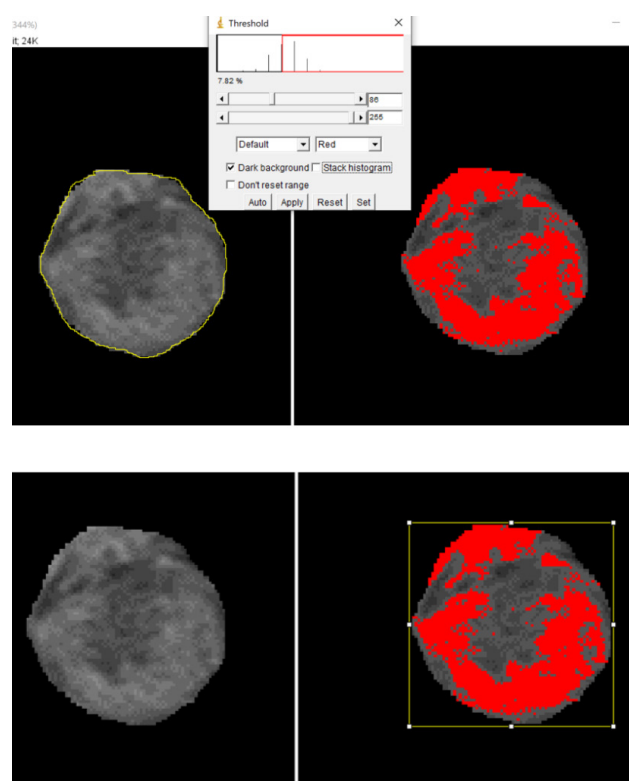 344%)
it; 24K
Threshold
7.82 %
86
255
Default Red
Dark background Stack histogram
Don't reset range
Auto Apply Reset Set